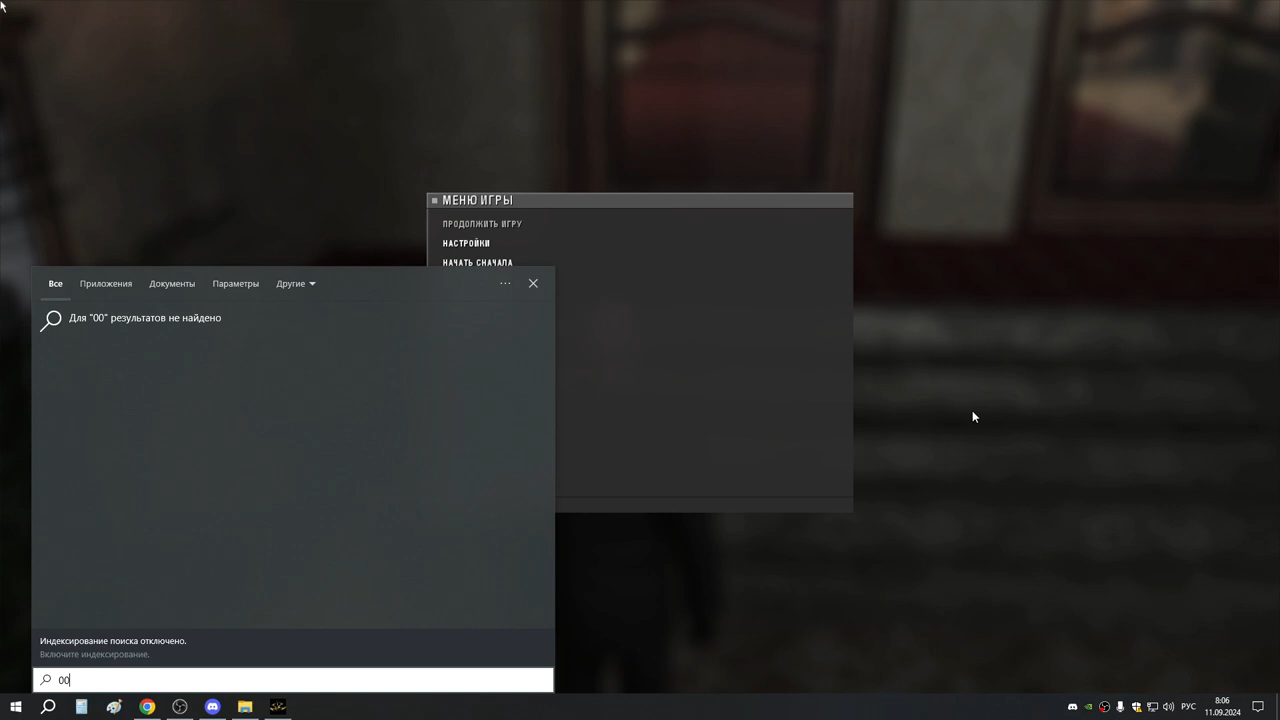 МЕНЮ ИГРЫ
ПРОДОЛЖИТЬ ИГРУ
НАСТРОЙКИ
НАЧАТЬ СНАЧАЛА
Все Приложения Документы Параметры Другие
Для "00" результатов не найдено
Индексирование поиска отключено.
Включите индексирование.
00
РУС
8:06
11.09.2024